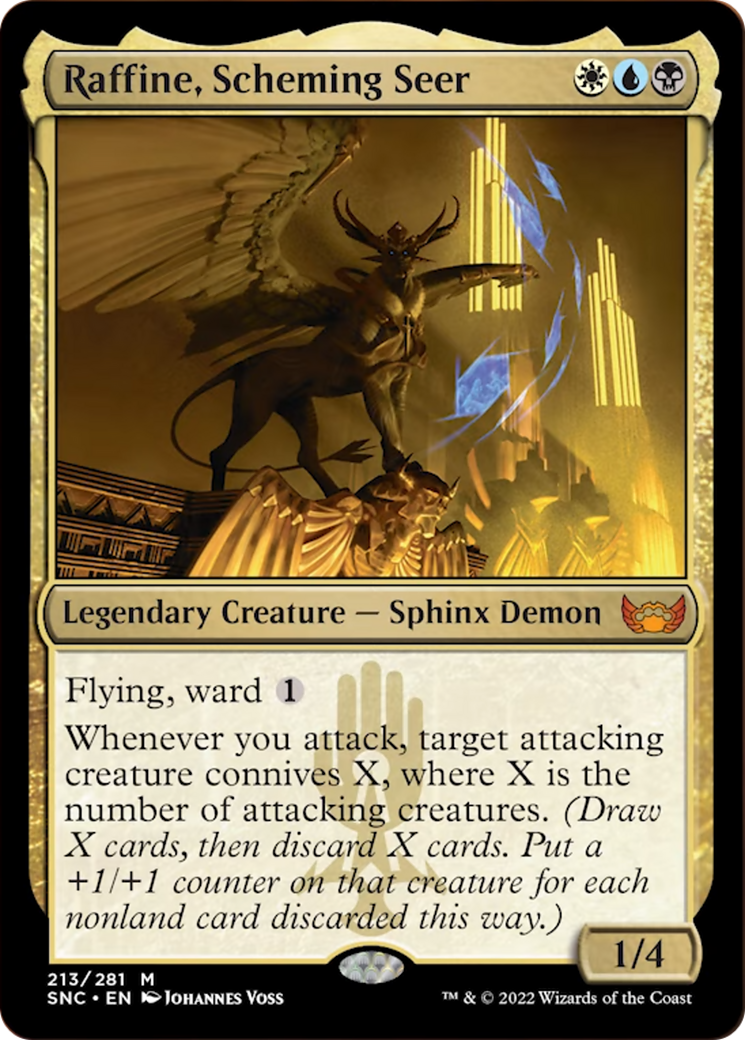 Raffine, Scheming Seer
Legendary Creature — Sphinx Demon
Flying, ward 1
Whenever you attack, target attacking
creature connives X, where X is the
number of attacking creatures. (Draw
X cards, then discard X cards. Put a
+1/+1 counter on that creature for each
nonland card discarded this way.)
1/4
213/281 M
SNC • EN Johannes Voss
™ & © 2022 Wizards of the Coast